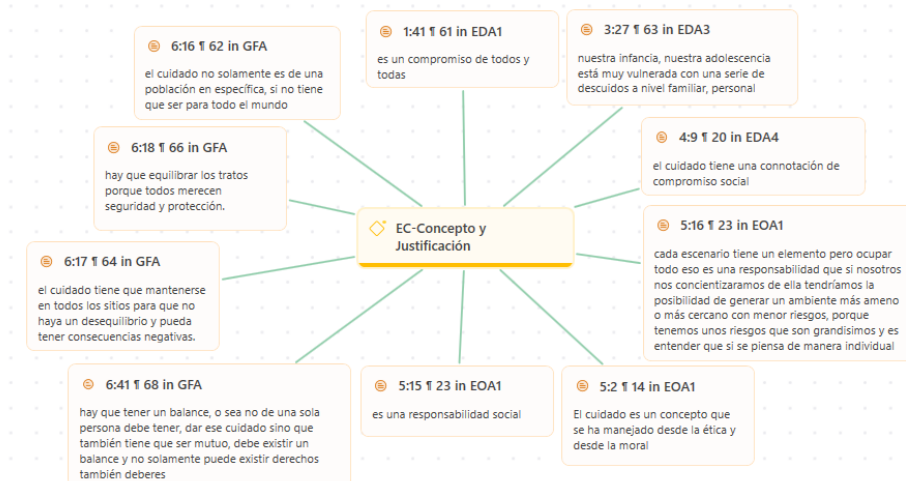 6:16 ¶ 62 in GFA
el cuidado no solamente es de una
población en específica, si no tiene
que ser para todo el mundo
1:41 ¶ 61 in EDA1
es un compromiso de todos y
todas
3:27 ¶ 63 in EDA3
nuestra infancia, nuestra adolescencia
está muy vulnerada con una serie de
descuidos a nivel familiar, personal
6:18 ¶ 66 in GFA
hay que equilibrar los tratos
porque todos merecen
seguridad y protección.
4:9 ¶ 20 in EDA4
el cuidado tiene una connotación de
compromiso social
EC-Concepto y
Justificación
5:16 ¶ 23 in EOA1
cada escenario tiene un elemento pero ocupar
todo eso es una responsabilidad que si nosotros
nos concientizaramos de ella tendríamos la
posibilidad de generar un ambiente más ameno
o más cercano con menor riesgos, porque
tenemos unos riesgos que son grandisimos y es
entender que si se piensa de manera individual
6:17 ¶ 64 in GFA
el cuidado tiene que mantenerse
en todos los sitios para que no
haya un desequilibrio y pueda
tener consecuencias negativas.
6:41 ¶ 68 in GFA
hay que tener un balance, o sea no de una sola
persona debe tener, dar ese cuidado sino que
también tiene que ser mutuo, debe existir un
balance y no solamente puede existir derechos
también deberes
5:15 ¶ 23 in EOA1
es una responsabilidad social
5:2 ¶ 14 in EOA1
El cuidado es un concepto que
se ha manejado desde la ética y
desde la moral